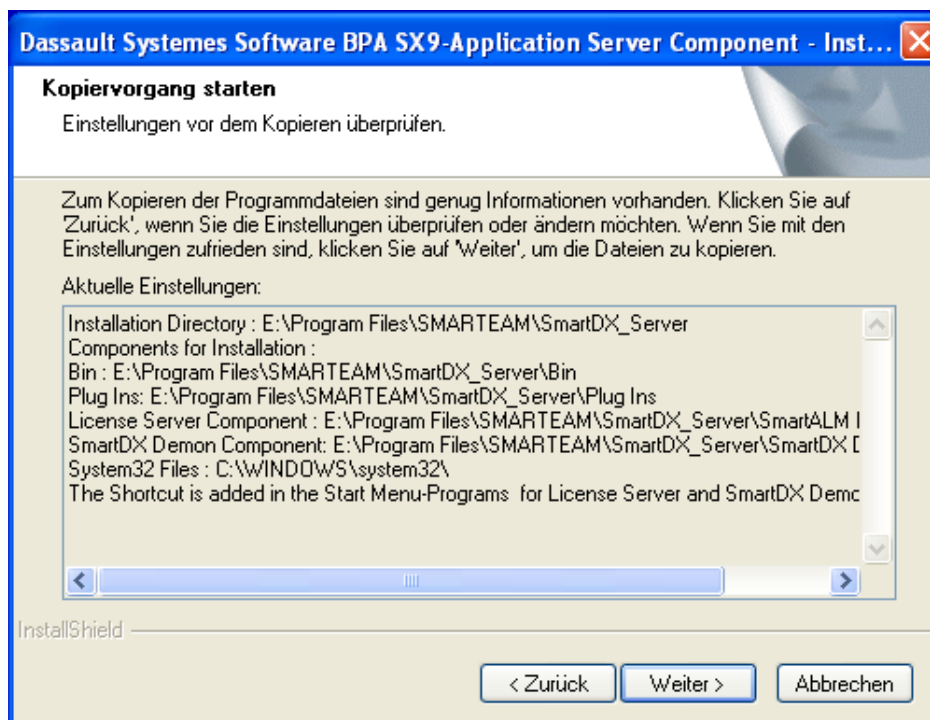 Dassault Systemes Software BPA SX9-Application Server Component - Inst...
Kopiervorgang starten
Einstellungen vor dem Kopieren überprüfen.
Zum Kopieren der Programmdateien sind genug Informationen vorhanden. Klicken Sie auf
'Zurück', wenn Sie die Einstellungen überprüfen oder ändern möchten. Wenn Sie mit den
Einstellungen zufrieden sind, klicken Sie auf 'Weiter', um die Dateien zu kopieren.
Aktuelle Einstellungen:
Installation Directory : E:\Program Files\SMARTEAM\SmartDX_Server
Components for Installation :
Bin : E:\Program Files\SMARTEAM\SmartDX_Server\Bin
Plug Ins: E:\Program Files\SMARTEAM\SmartDX_Server\Plug Ins
License Server Component : E:\Program Files\SMARTEAM\SmartDX_Server\SmartALM
SmartDX Demon Component: E:\Program Files\SMARTEAM\SmartDX_Server\SmartDX
System32 Files : C:\WINDOWS\system32\
The Shortcut is added in the Start Menu-Programs  for License Server and SmartDX Demo
InstallShield
< Zurück
Weiter >
Abbrechen